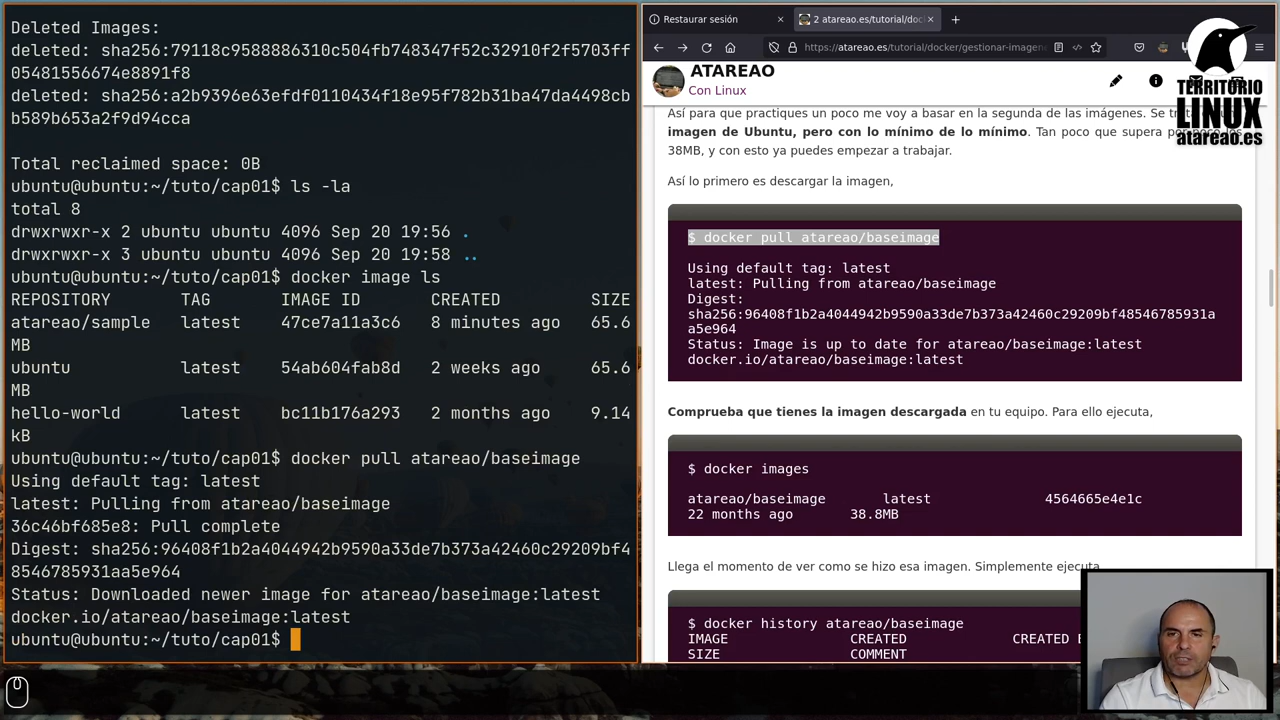 Deleted Images:
deleted: sha256:79118c9588886310c504fb748347f52c32910f2f5703ff
05481556674e8891f8
deleted: sha256:a2b9396e63efdf0110434f18e95f782b31ba47da4498cb
b589b653a2f9d94cca
Total reclaimed space: 0B
ubuntu@ubuntu:~/tuto/cap01$ ls -la
total 8
drwxrwxr-x 2 ubuntu ubuntu 4096 Sep 20 19:56 .
drwxrwxr-x 3 ubuntu ubuntu 4096 Sep 20 19:58 ..
ubuntu@ubuntu:~/tuto/cap01$ docker image ls
REPOSITORY TAG IMAGE ID CREATED SIZE
atareao/sample latest 47ce7a11a3c6 8 minutes ago 65.6
MB
ubuntu latest 54ab604fab8d 2 weeks ago 65.6
MB
hello-world latest bc11b176a293 2 months ago 9.14
kB
ubuntu@ubuntu:~/tuto/cap01$ docker pull atareao/baseimage
Using default tag: latest
latest: Pulling from atareao/baseimage
36c46bf685e8: Pull complete
Digest: sha256:96408f1b2a4044942b9590a33de7b373a42460c29209bf4
8546785931aa5e964
Status: Downloaded newer image for atareao/baseimage:latest
docker.io/atareao/baseimage:latest
ubuntu@ubuntu:~/tuto/cap01$
Restaurar sesión
2 atareao.es/tutorial/doc
https://atareao.es/tutorial/docker/gestionar-imagen
ATAREAO
Con Linux
TERRITORIO
LINUX
atareao.es
Así para que practiques un poco me voy a basar en la segunda de las imágenes. Se
imagen de Ubuntu, pero con lo mínimo de lo mínimo. Tan poco que supera
38MB, y con esto ya puedes empezar a trabajar.
Así lo primero es descargar la imagen,
$ docker pull atareao/baseimage
Using default tag: latest
latest: Pulling from atareao/baseimage
Digest:
sha256:96408f1b2a4044942b9590a33de7b373a42460c29209bf48546785931a
a5e964
Status: Image is up to date for atareao/baseimage:latest
docker.io/atareao/baseimage:latest
Comprueba que tienes la imagen descargada en tu equipo. Para ello ejecuta,
$ docker images
atareao/baseimage latest 4564665e4e1c
22 months ago 38.8MB
Llega el momento de ver como se hizo esa imagen. Simplemente ejecuta
$ docker history atareao/baseimage
IMAGE CREATED CREATED
SIZE COMMENT